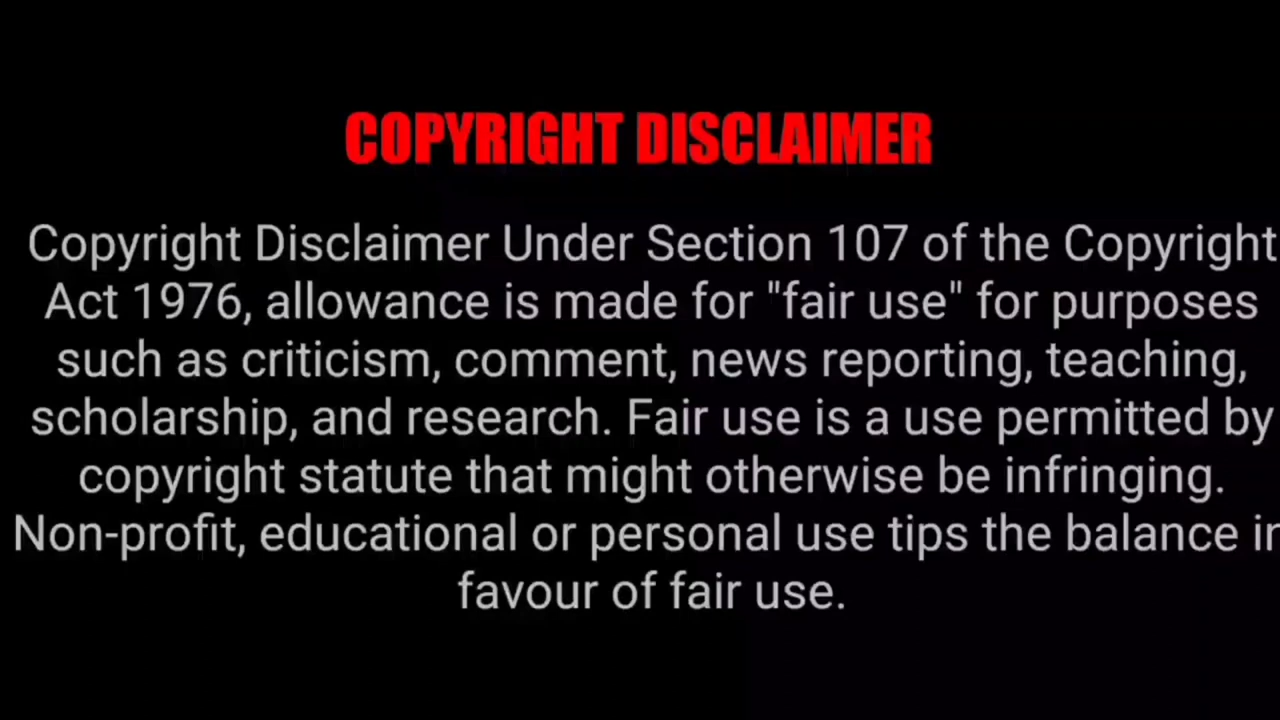 COPYRIGHT DISCLAIMER
Copyright Disclaimer Under Section 107 of the Copyright
Act 1976, allowance is made for "fair use" for purposes
such as criticism, comment, news reporting, teaching,
scholarship, and research. Fair use is a use permitted by
copyright statute that might otherwise be infringing.
Non-profit, educational or personal use tips the balance in
favour of fair use.